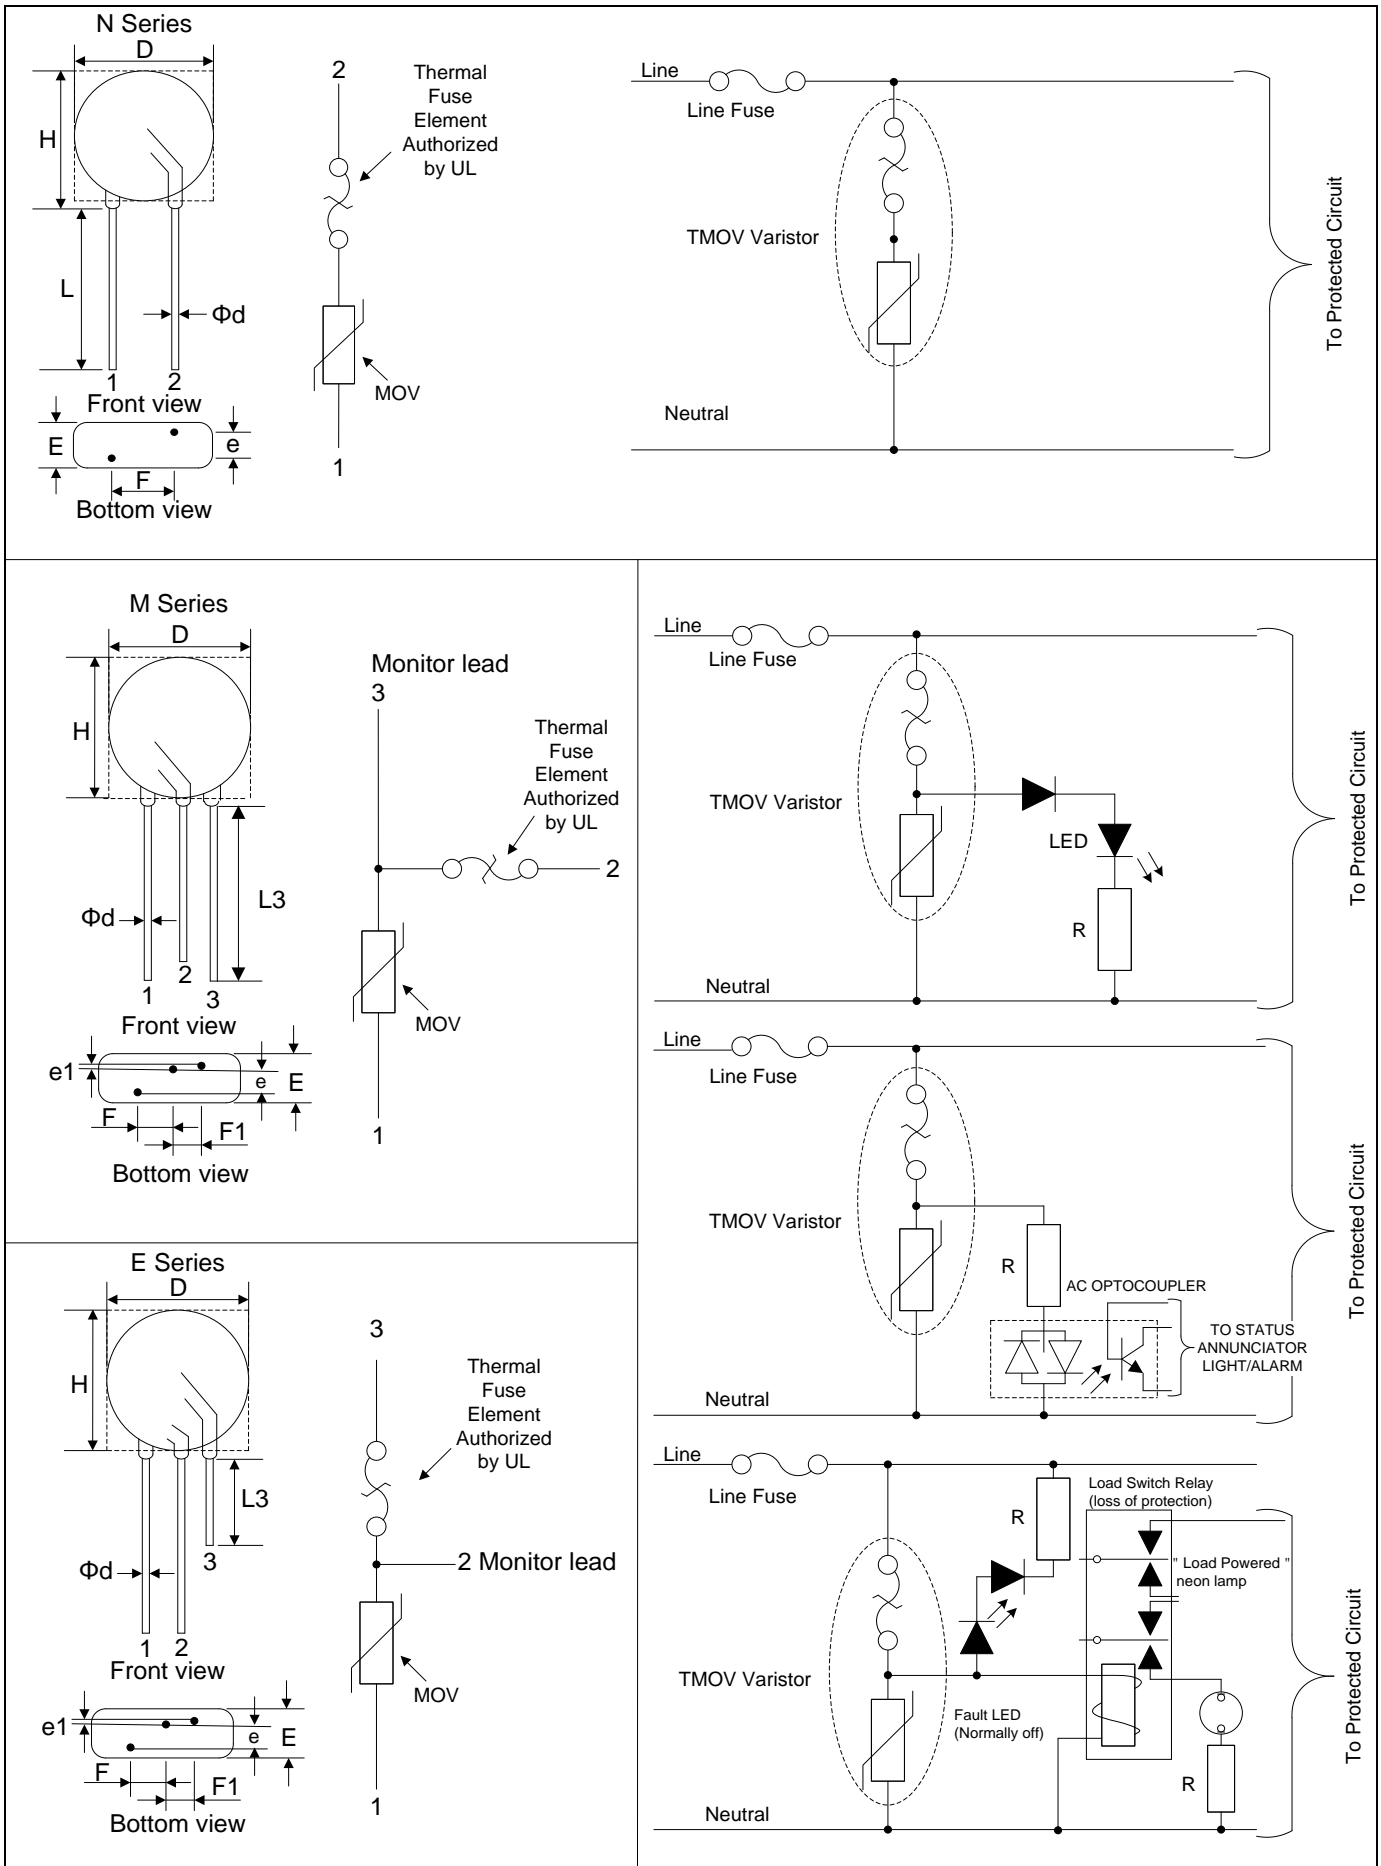 N Series
D
H
L
Φd
1 2
Front view
E
e
F
Bottom view
2
Thermal
Fuse
Element
Authorized
by UL
MOV
1
Line
Line Fuse
TMOV Varistor
Neutral
To Protected Circuit
M Series
D
H
L3
Φd
1
2
3
Front view
e1
e
E
F
F1
Bottom view
Monitor lead
3
Thermal
Fuse
Element
Authorized
by UL
2
MOV
1
Line
Line Fuse
TMOV Varistor
LED
R
Neutral
To Protected Circuit
Line
Line Fuse
TMOV Varistor
R
AC OPTOCOUPLER
TO STATUS
ANNUNCIATOR
LIGHT/ALARM
Neutral
To Protected Circuit
E Series
D
H
L3
Φd
3
1 2
Front view
e1
e
E
F
F1
Bottom view
3
Thermal
Fuse
Element
Authorized
by UL
2 Monitor lead
MOV
1
Line
Line Fuse
R
Load Switch Relay
(loss of protection)
" Load Powered "
neon lamp
TMOV Varistor
Fault LED
(Normally off)
R
Neutral
To Protected Circuit